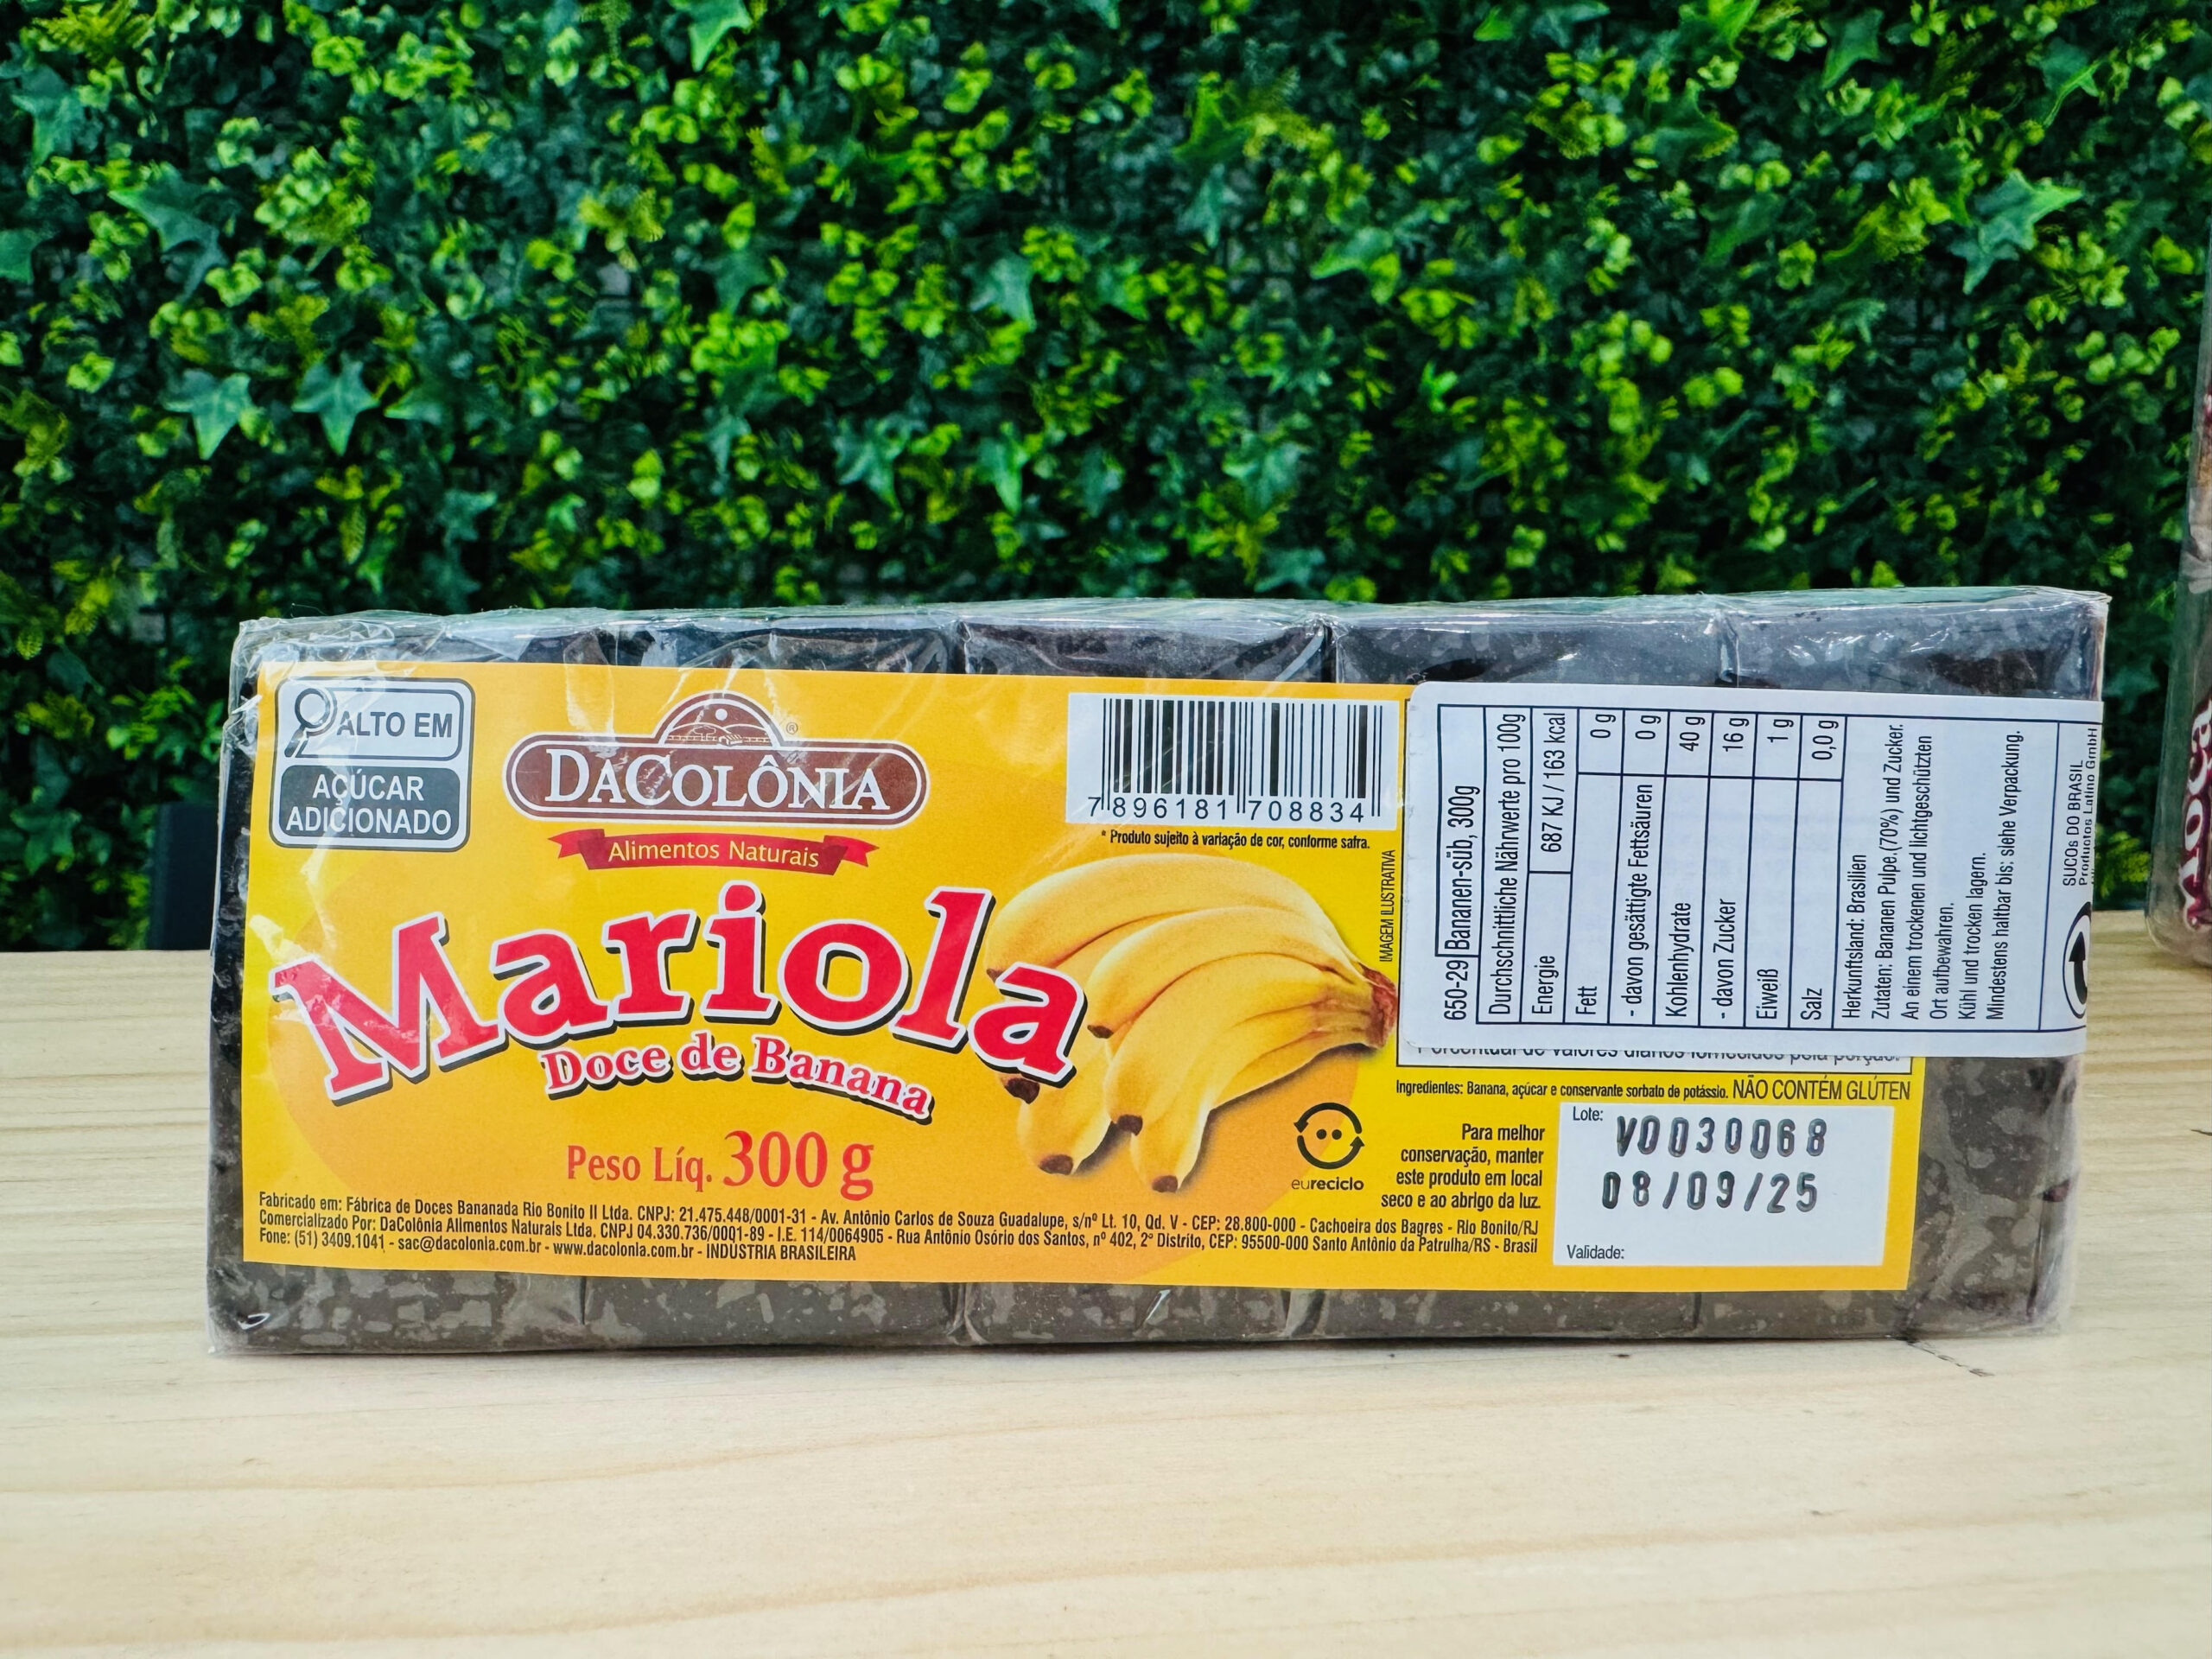 ALTO EM
AÇÚCAR
ADICIONADO
DACOLÔNIA
®
Alimentos Naturais
Mariola
Doce de Banana
Peso Líq. 300 g
7 896181 708834
* Produto sujeito à variação de cor, conforme safra.
IMAGEM ILUSTRATIVA
650-29 Bananen-süb, 300g
Durchschnittliche Nährwerte pro 100g
Energie 687 KJ / 163 kcal
Fett 0 g
- davon gesättigte Fettsäuren 0 g
Kohlenhydrate 40 g
- davon Zucker 16 g
Eiweiß 1 g
Salz 0,0 g
Herkunftsland: Brasilien
Zutaten: Bananen Pulpe.(70%) und Zucker.
An einem trockenen und lichtgeschützten
Ort aufbewahren.
Kühl und trocken lagern.
Mindestens haltbar bis: siehe Verpackung.
SUCOs DO BRASIL
Productos Latino GmbH
Ingredientes: Banana, açúcar e conservante sorbato de potássio. NÃO CONTÉM GLÚTEN
eureciclo
Para melhor
conservação, manter
este produto em local
seco e ao abrigo da luz.
Lote: V0030068
08/09/25
Validade:
Fabricado em: Fábrica de Doces Bananada Rio Bonito II Ltda. CNPJ: 21.475.448/0001-31 - Av. Antônio Carlos de Souza Guadalupe, s/nº Lt. 10, Qd. V - CEP: 28.800-000 - Cachoeira dos Bagres - Rio Bonito/RJ
Comercializado Por: DaColônia Alimentos Naturais Ltda. CNPJ 04.330.736/0001-89 - I.E. 114/0064905 - Rua Antônio Osório dos Santos, nº 402, 2º Distrito, CEP: 95500-000 Santo Antônio da Patrulha/RS - Brasil
Fone: (51) 3409.1041 - sac@dacolonia.com.br - www.dacolonia.com.br - INDÚSTRIA BRASILEIRA